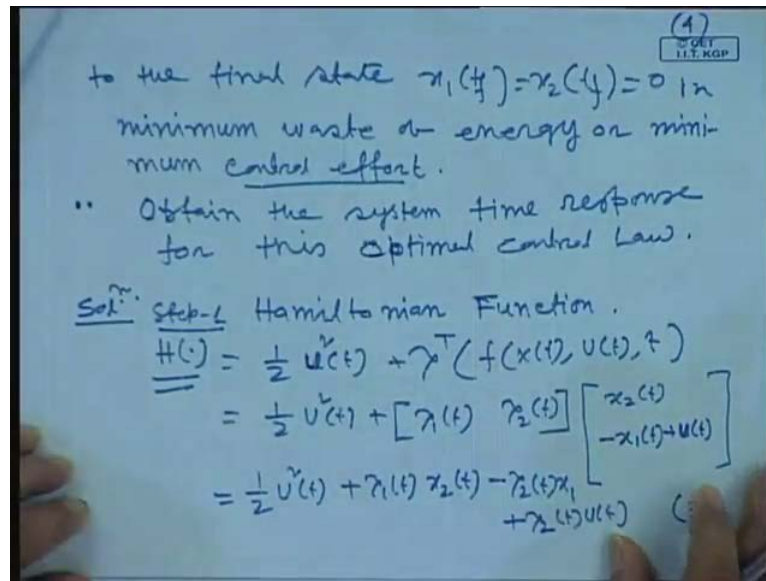 (4)
© CET
I.I.T. KGP
to the final state x₁(tf)=x₂(tf)=0 in
minimum waste of energy or mini-
mum control effort.
.. Obtain the system time response
for this optimal control Law.
Solⁿ. Step-1 Hamiltonian Function.
H(·) = ½ u²(t) + λᵀ(f(x(t), u(t), t)
= ½ u²(t) + [λ₁(t) λ₂(t)] [x₂(t)
-x₁(t)+u(t)]
= ½ u²(t) + λ₁(t) x₂(t) - λ₂(t)x₁
+λ₂(t)u(t) (